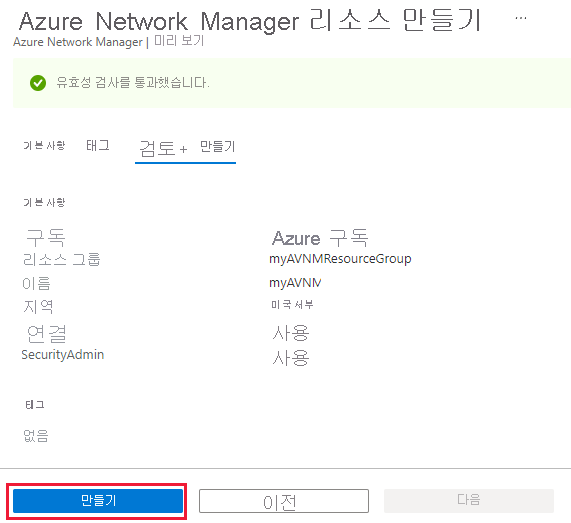 Azure Network Manager 리소스 만들기 ...
Azure Network Manager | 미리 보기
유효성 검사를 통과했습니다.
기본 사항 태그 검토 + 만들기
기본 사항
구독 Azure 구독
리소스 그룹 myAVNMResourceGroup
이름 myAVNM
지역 미국 서부
연결 사용
SecurityAdmin 사용
태그
없음
만들기 이전 다음